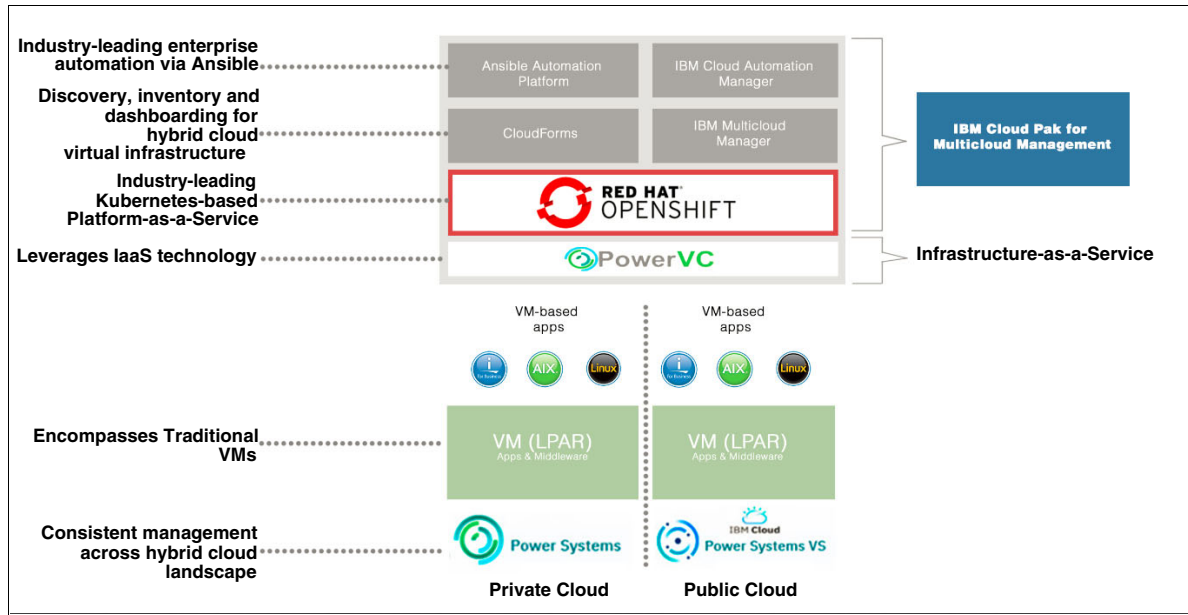 Industry-leading enterprise
automation via Ansible
Ansible Automation
Platform
IBM Cloud Automation
Manager
Discovery, inventory and
dashboarding for
hybrid cloud
virtual infrastructure
CloudForms
IBM Multicloud
Manager
IBM Cloud Pak for
Multicloud Management
Industry-leading
Kubernetes-based
Platform-as-a-Service
RED HAT®
OPENSHIFT
Leverages IaaS technology
PowerVC
Infrastructure-as-a-Service
VM-based
apps
VM-based
apps
i
for Business
AIX
Linux
i
for Business
AIX
Linux
Encompasses Traditional
VMs
VM (LPAR)
Apps & Middleware
VM (LPAR)
Apps & Middleware
Consistent management
across hybrid cloud
landscape
Power Systems
IBM Cloud
Power Systems VS
Private Cloud
Public Cloud